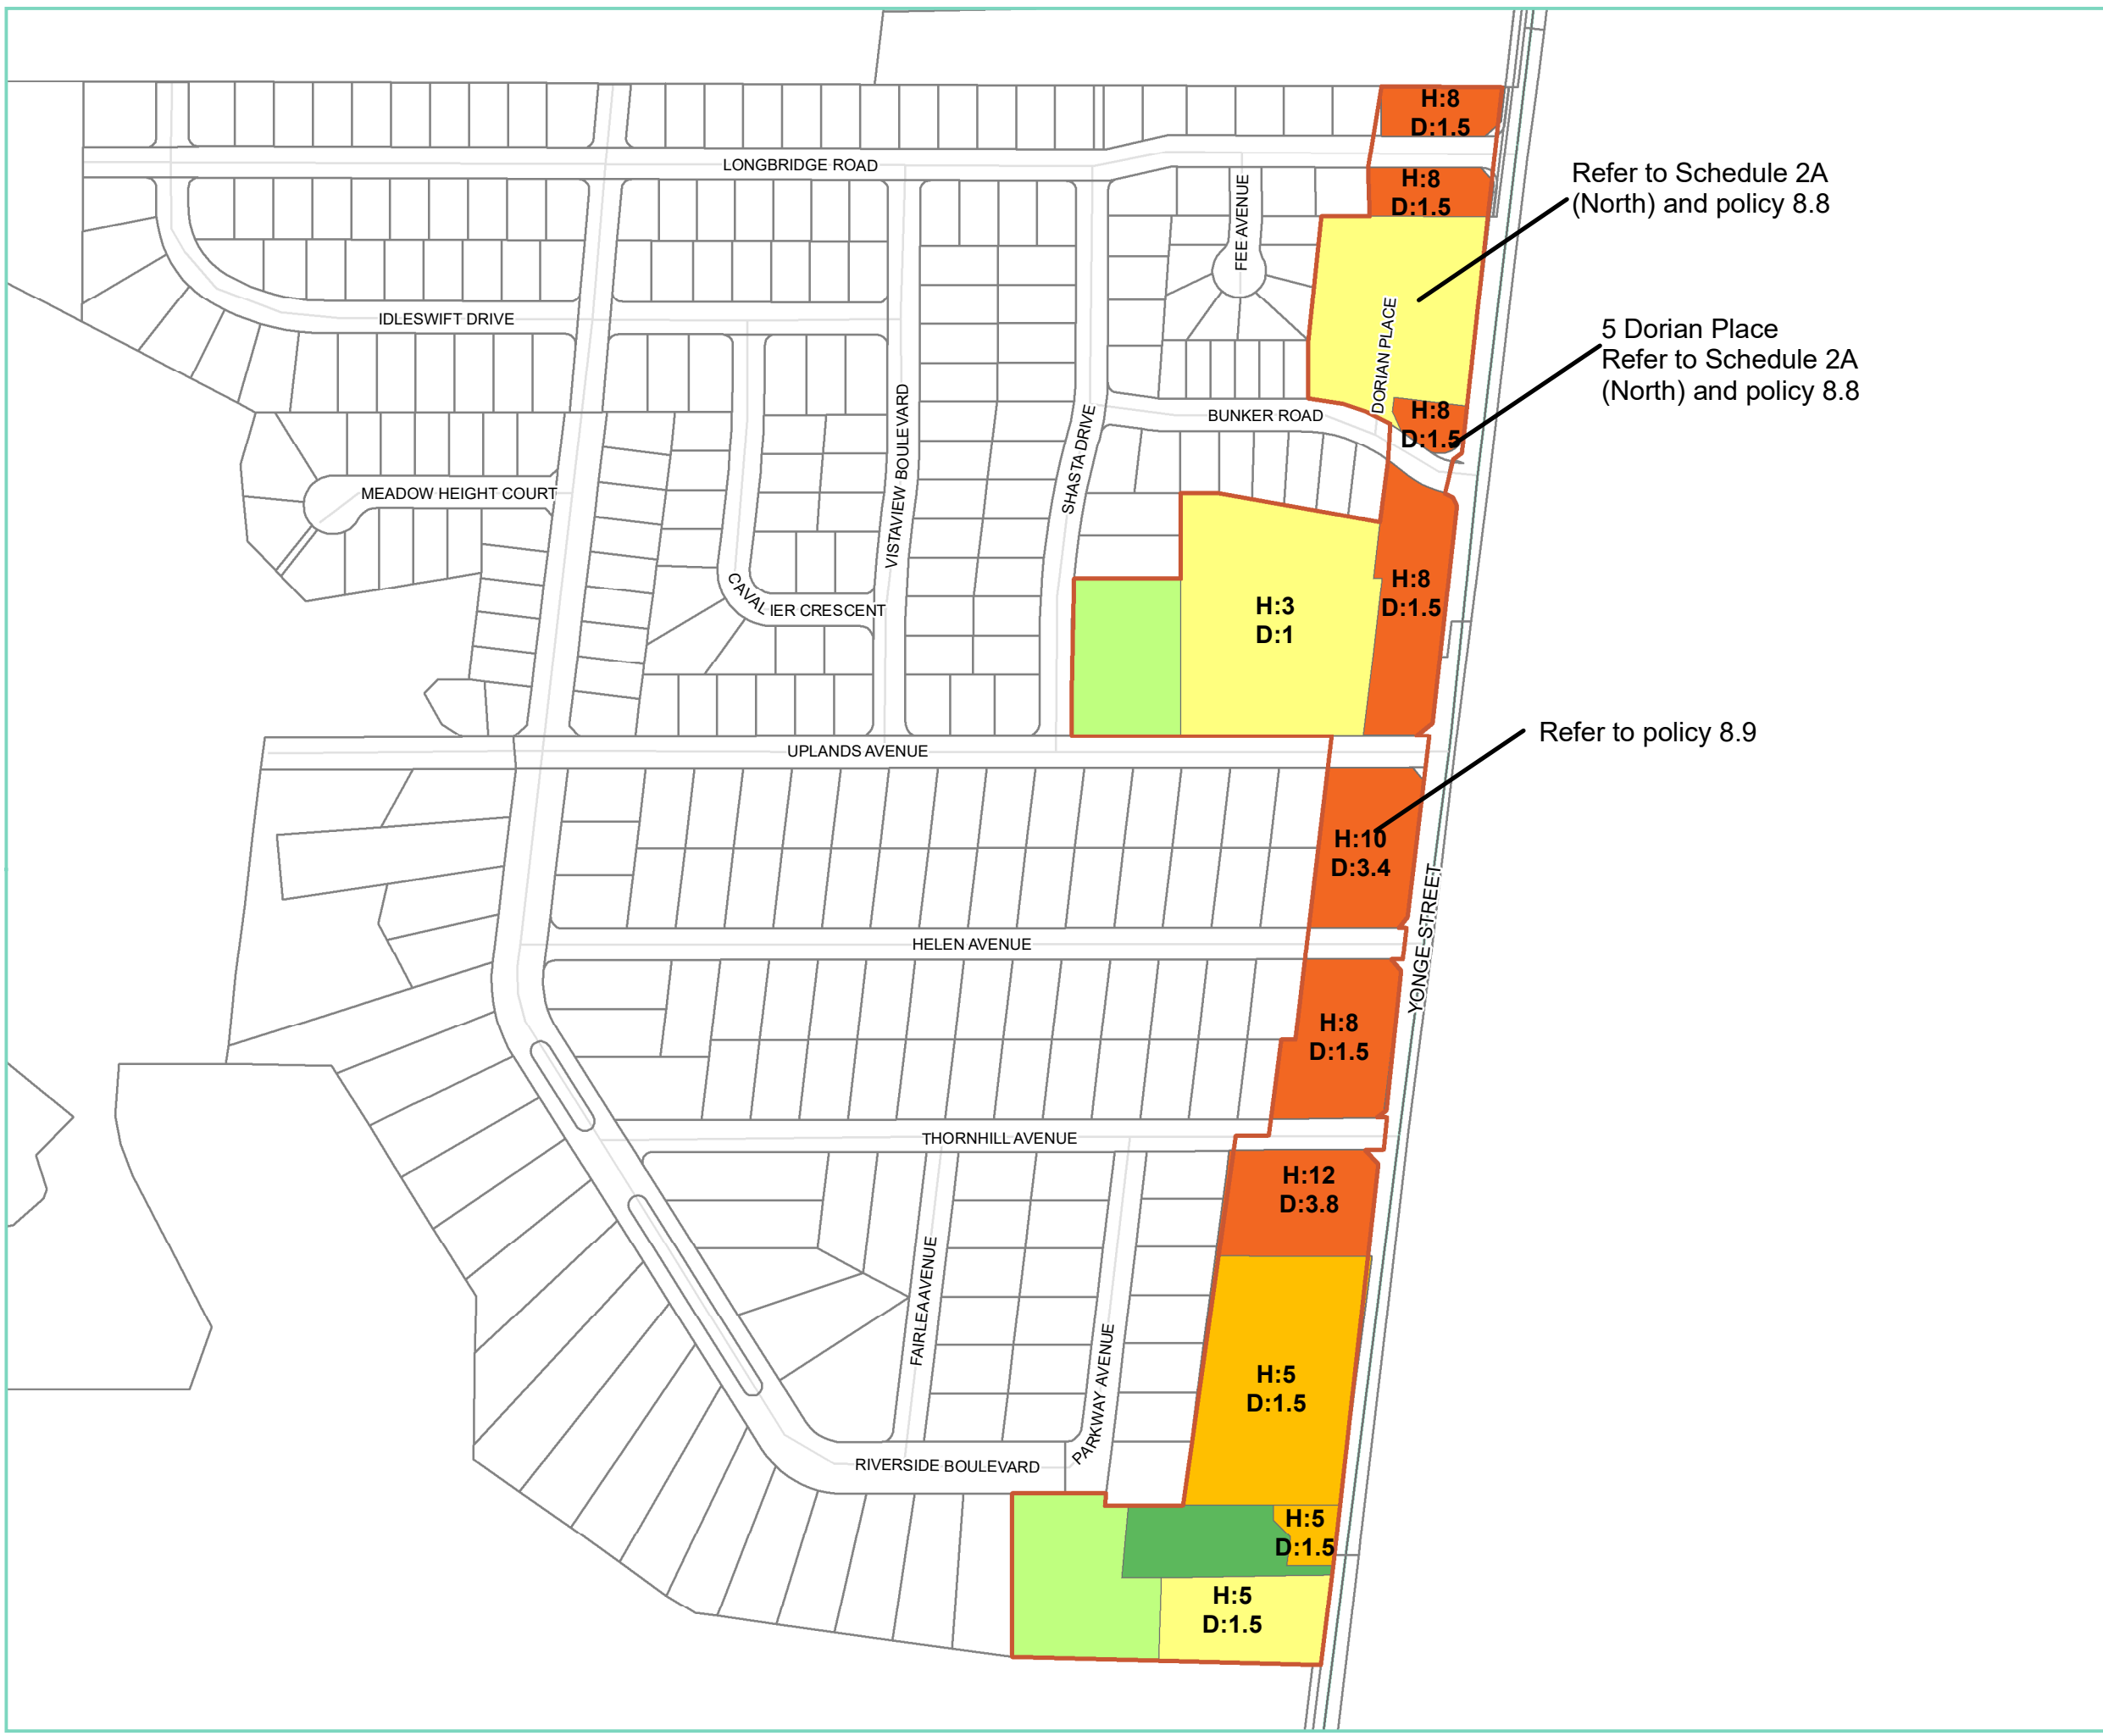 H:8
D:1.5
LONGBRIDGE ROAD
H:8
D:1.5
Refer to Schedule 2A
(North) and policy 8.8
FEE AVENUE
IDLESWIFT DRIVE
DORIAN PLACE
5 Dorian Place
Refer to Schedule 2A
(North) and policy 8.8
H:8
D:1.5
BUNKER ROAD
VISTAVIEW BOULEVARD
SHASTA DRIVE
MEADOW HEIGHT COURT
CAVALIER CRESCENT
H:3
D:1
H:8
D:1.5
UPLANDS AVENUE
Refer to policy 8.9
H:10
D:3.4
YONGE STREET
HELEN AVENUE
H:8
D:1.5
THORNHILL AVENUE
H:12
D:3.8
FAIRLEA AVENUE
PARKWAY AVENUE
H:5
D:1.5
RIVERSIDE BOULEVARD
H:5
D:1.5
H:5
D:1.5